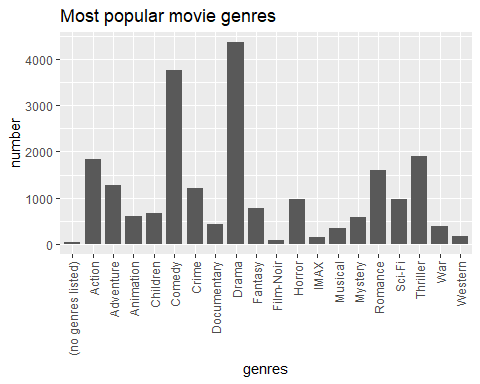 Most popular movie genres
number
4000
3000
2000
1000
0
(no genres listed)
Action
Adventure
Animation
Children
Comedy
Crime
Documentary
Drama
Fantasy
Film-Noir
Horror
IMAX
Musical
Mystery
Romance
Sci-Fi
Thriller
War
Western
genres